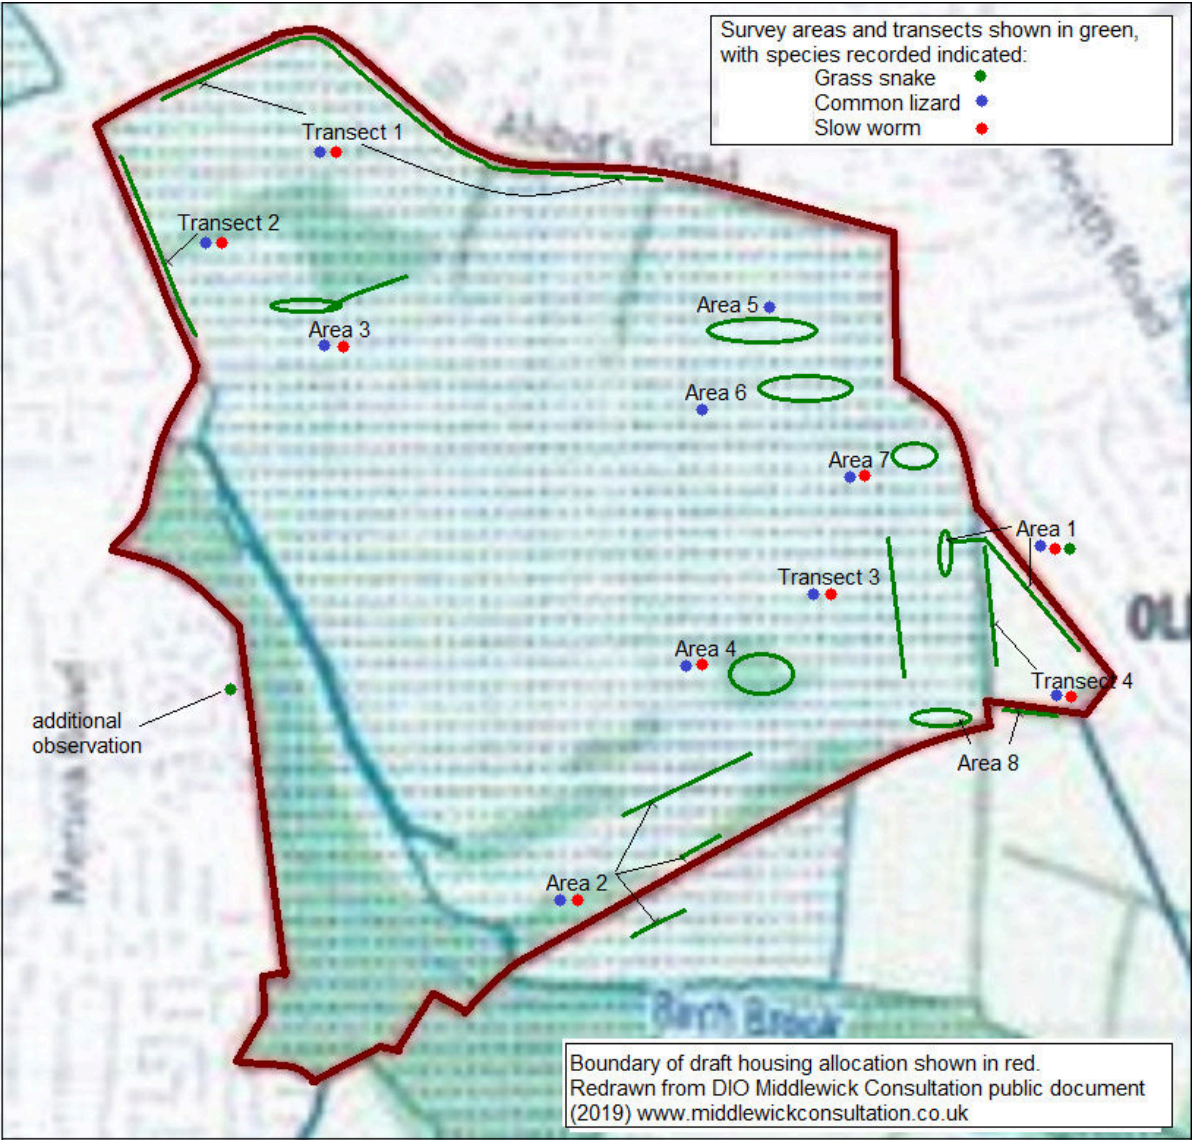 Survey areas and transects shown in green,
with species recorded indicated:
Grass snake
Common lizard
Slow worm
Abbot's Road
Transect 1
Transect 2
Area 3
Area 5
Area 6
Area 7
Area 1
Transect 3
OL
Area 4
Transect 4
additional
observation
Area 8
Area 2
Birch Brook
Boundary of draft housing allocation shown in red.
Redrawn from DIO Middlewick Consultation public document
(2019) www.middlewickconsultation.co.uk